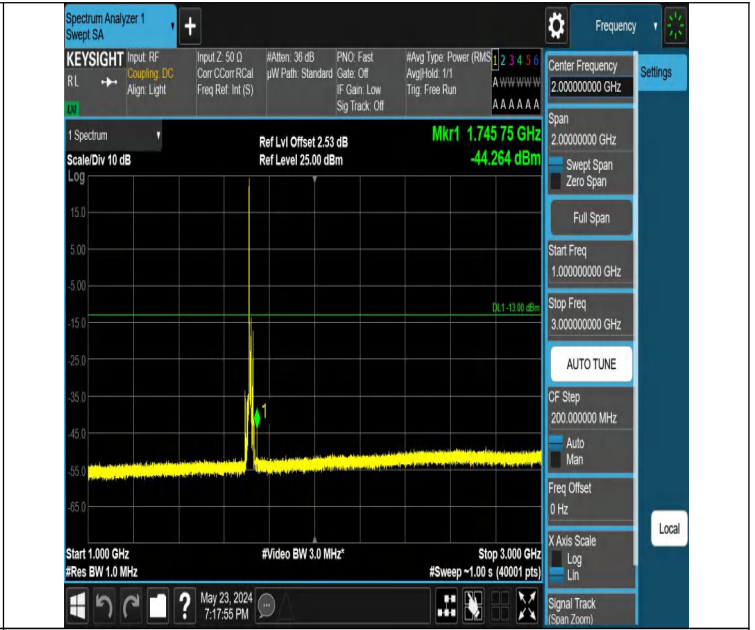 Spectrum Analyzer 1
Swept SA
+
Frequency
KEYSIGHT Input: RF Input Z: 50 Ω #Atten: 36 dB PNO: Fast #Avg Type: Power (RMS 1 2 3 4 5 6
RL Coupling: DC Corr CCorr RCal µW Path: Standard Gate: Off Avg|Hold: 1/1 A W W W W W
Align: Light Freq Ref: Int (S) IF Gain: Low Trig: Free Run
Sig Track: Off A A A A A A
1 Spectrum
Ref Lvl Offset 2.53 dB
Mkr1 1.745 75 GHz
Scale/Div 10 dB
Ref Level 25.00 dBm
-44.264 dBm
Log
15.0
5.00
-5.00
DL1 -13.00 dBm
-15.0
-25.0
-35.0
1
-45.0
-55.0
-65.0
Start 1.000 GHz
#Video BW 3.0 MHz*
Stop 3.000 GHz
#Res BW 1.0 MHz
#Sweep ~1.00 s (40001 pts)
?
May 23, 2024
7:17:55 PM
Center Frequency
2.000000000 GHz
Settings
Span
2.00000000 GHz
Swept Span
Zero Span
Full Span
Start Freq
1.000000000 GHz
Stop Freq
3.000000000 GHz
AUTO TUNE
CF Step
200.000000 MHz
Auto
Man
Freq Offset
0 Hz
Local
X Axis Scale
Log
Lin
Signal Track
(Span Zoom)